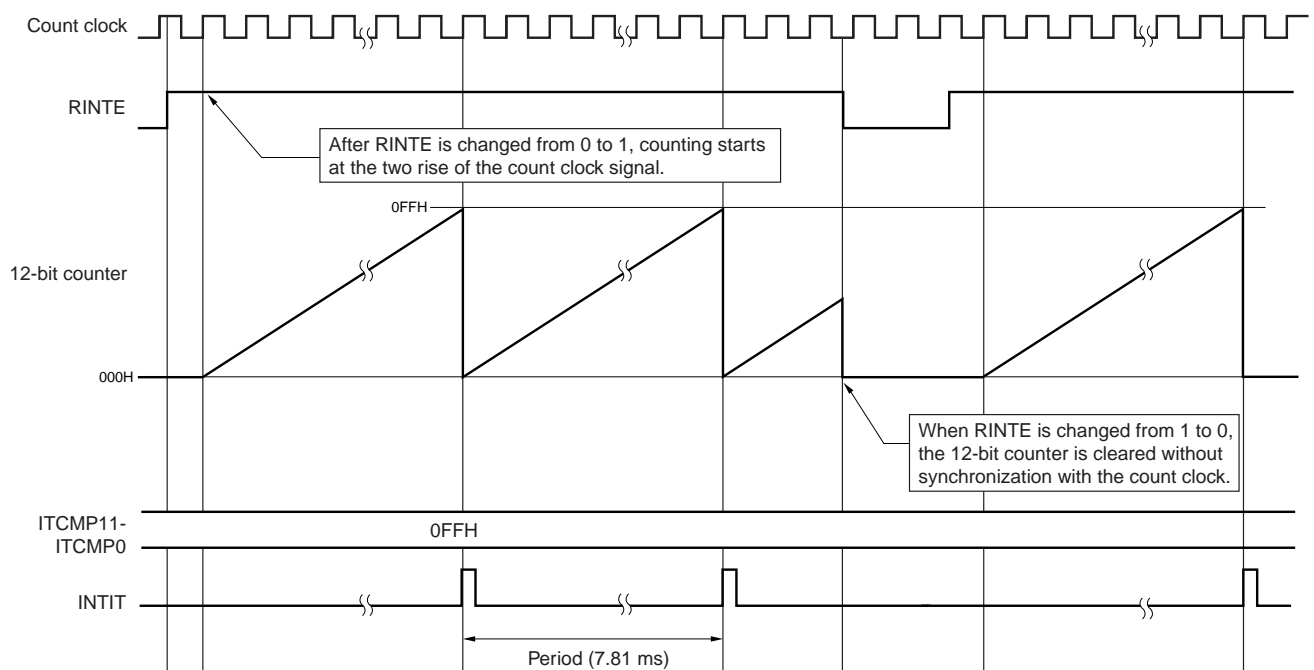 Count clock
RINTE
After RINTE is changed from 0 to 1, counting starts
at the two rise of the count clock signal.
0FFH
12-bit counter
000H
When RINTE is changed from 1 to 0,
the 12-bit counter is cleared without
synchronization with the count clock.
ITCMP11-
ITCMP0
0FFH
INTIT
Period (7.81 ms)